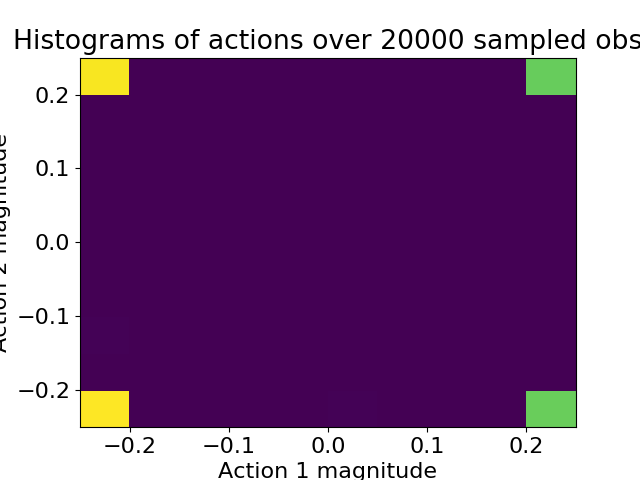 Histograms of actions over 20000 sampled obs
0.2
0.1
0.0
−0.1
−0.2
Action 2 magnitude
−0.2 −0.1 0.0 0.1 0.2
Action 1 magnitude